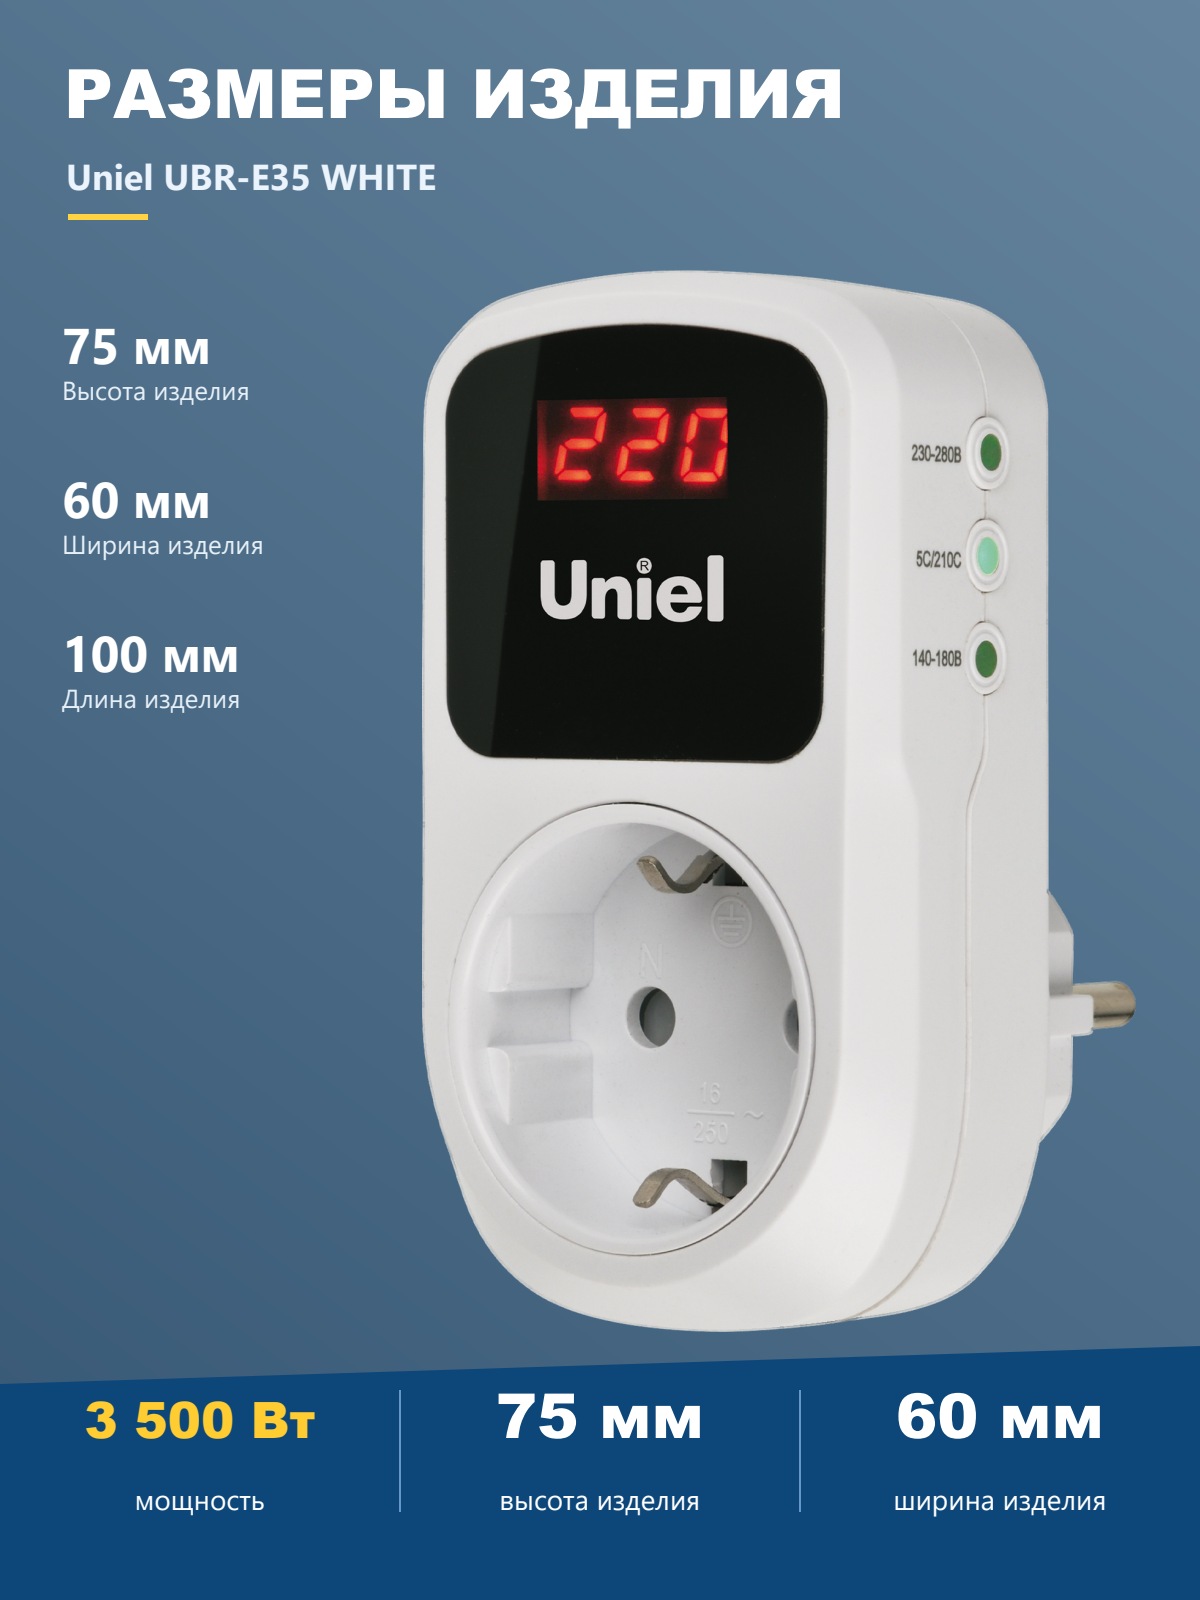 РАЗМЕРЫ ИЗДЕЛИЯ
Uniel UBR-E35 WHITE
75 мм
Высота изделия
60 мм
Ширина изделия
100 мм
Длина изделия
220
Uniel®
230-280В
5С/210С
140-180В
N
16
250 ~
3 500 Вт
мощность
75 мм
высота изделия
60 мм
ширина изделия